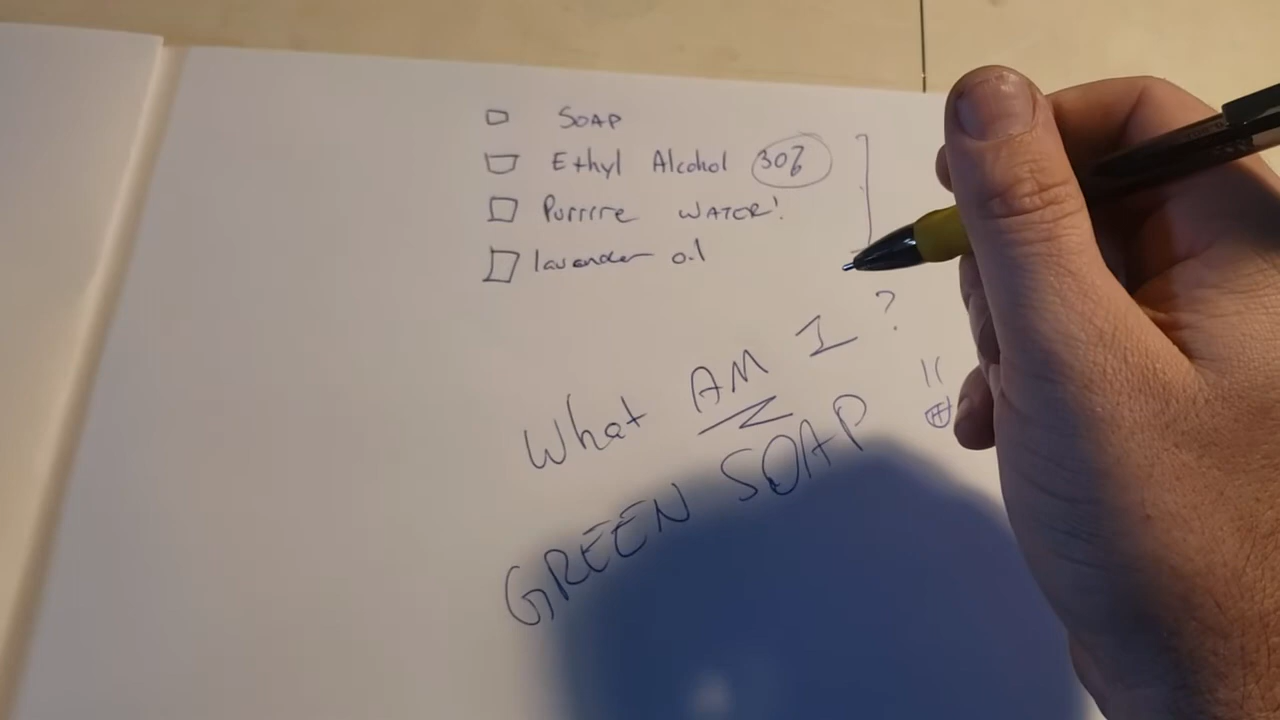 SOAP
Ethyl Alcohol 30%
Purrrre WATER!
lavender oil
What AM I ?
GREEN SOAP